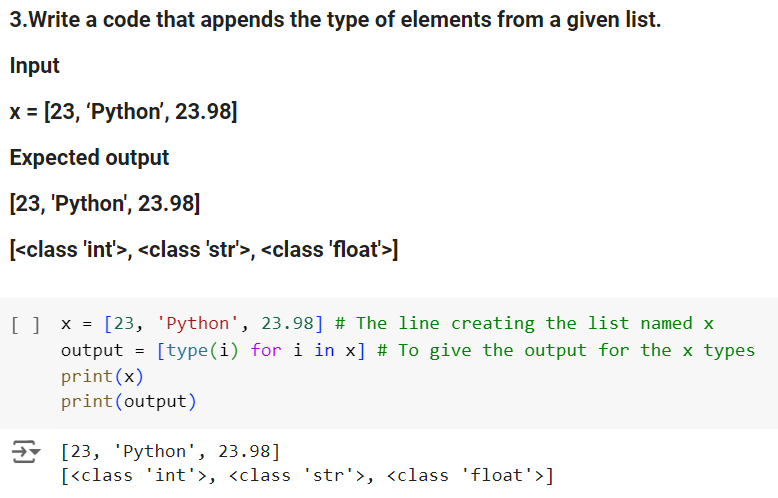 3.Write a code that appends the type of elements from a given list.
Input
x = [23, ‘Python’, 23.98]
Expected output
[23, 'Python', 23.98]
[<class 'int'>, <class 'str'>, <class 'float'>]
[ ] x = [23, 'Python', 23.98] # The line creating the list named x
output = [type(i) for i in x] # To give the output for the x types
print(x)
print(output)
[23, 'Python', 23.98]
[<class 'int'>, <class 'str'>, <class 'float'>]